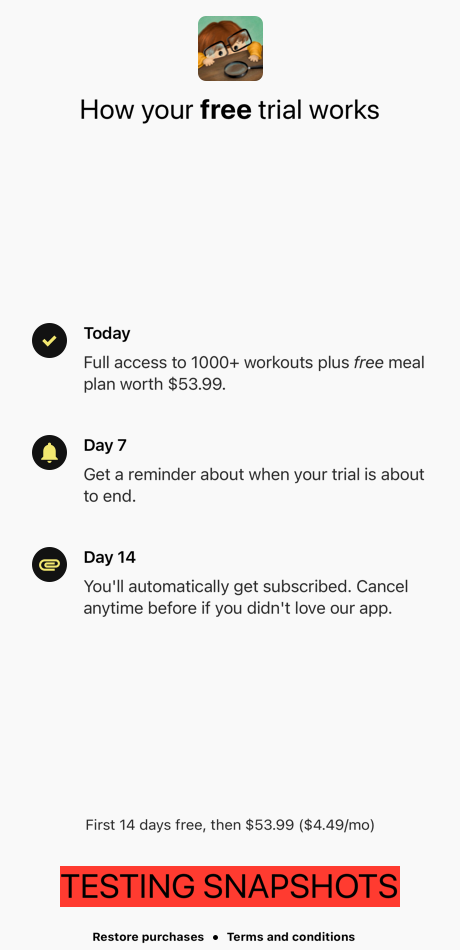 How your free trial works
Today
Full access to 1000+ workouts plus free meal
plan worth $53.99.
Day 7
Get a reminder about when your trial is about
to end.
Day 14
You'll automatically get subscribed. Cancel
anytime before if you didn't love our app.
First 14 days free, then $53.99 ($4.49/mo)
TESTING SNAPSHOTS
Restore purchases • Terms and conditions